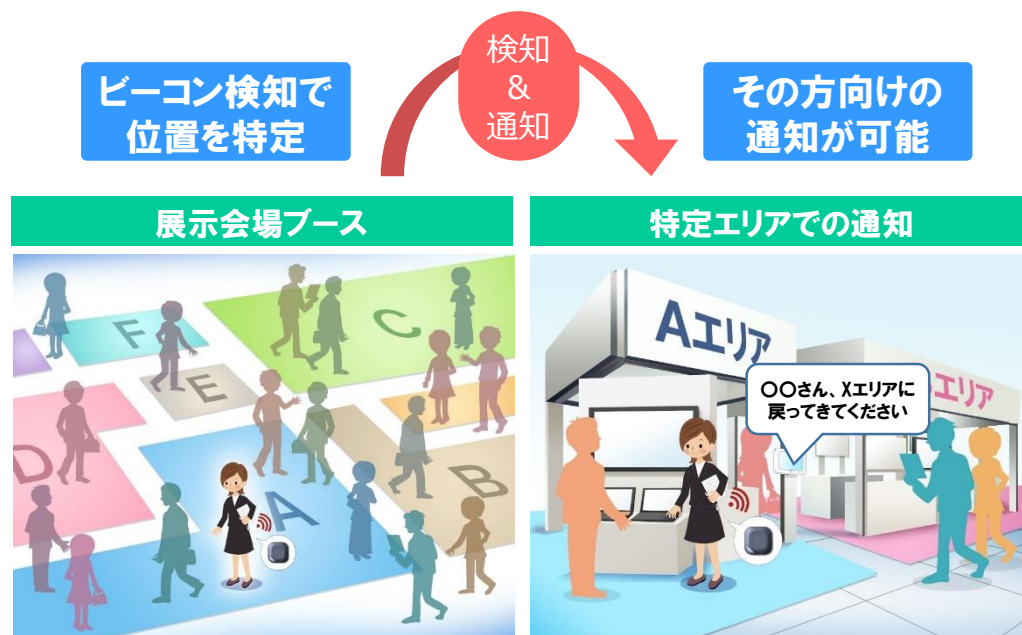 検知
&
通知
ビーコン検知で
位置を特定
その方向けの
通知が可能
展示会場ブース
特定エリアでの通知
F
C
E
D
A
B
Aエリア
エリア
〇〇さん、Xエリアに
戻ってきてください